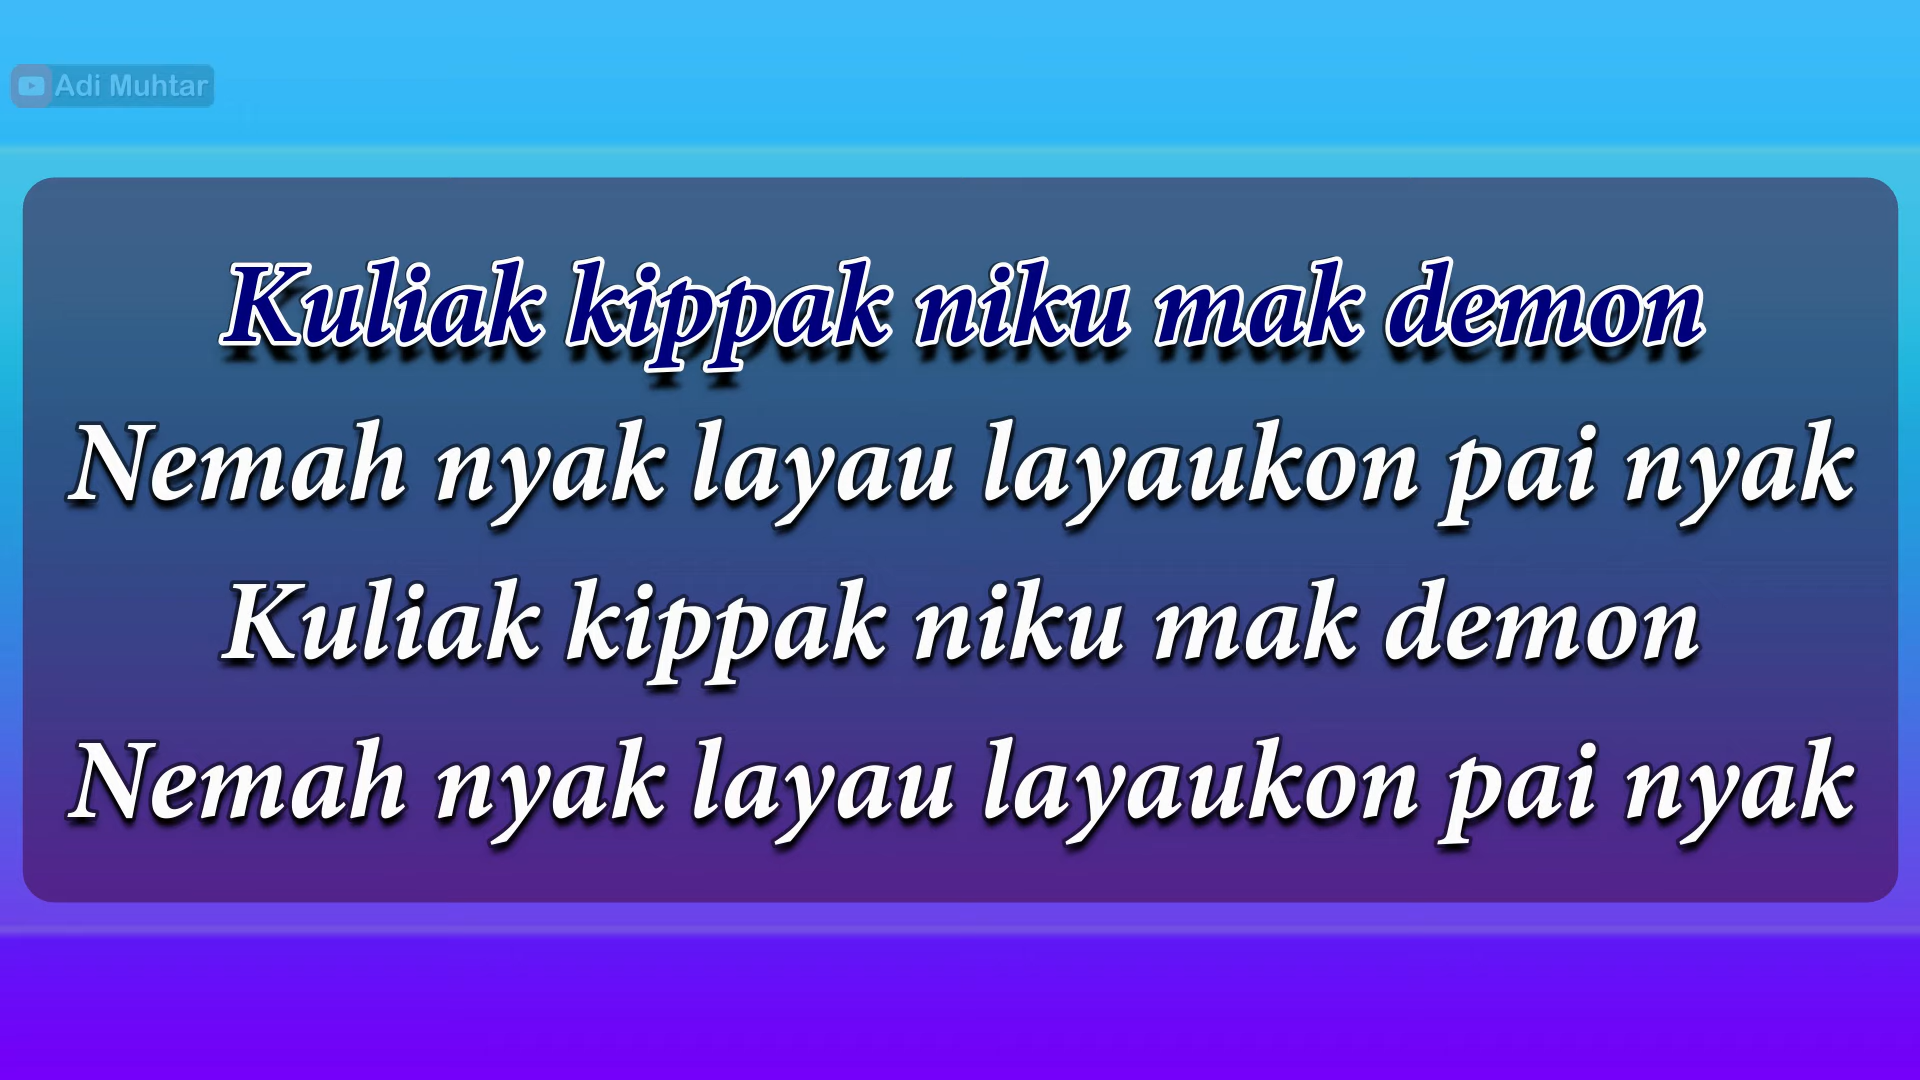 Adi Muhtar
Kuliak kippak niku mak demon
Nemah nyak layau layaukon pai nyak
Kuliak kippak niku mak demon
Nemah nyak layau layaukon pai nyak